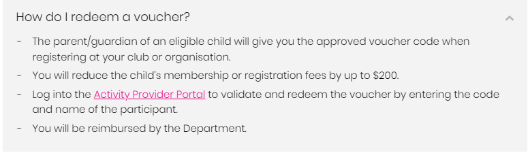 How do I redeem a voucher?
- The parent/guardian of an eligible child will give you the approved voucher code when
registering at your club or organisation.
- You will reduce the child's membership or registration fees by up to $200.
- Log into the Activity Provider Portal to validate and redeem the voucher by entering the code
and name of the participant.
- You will be reimbursed by the Department.